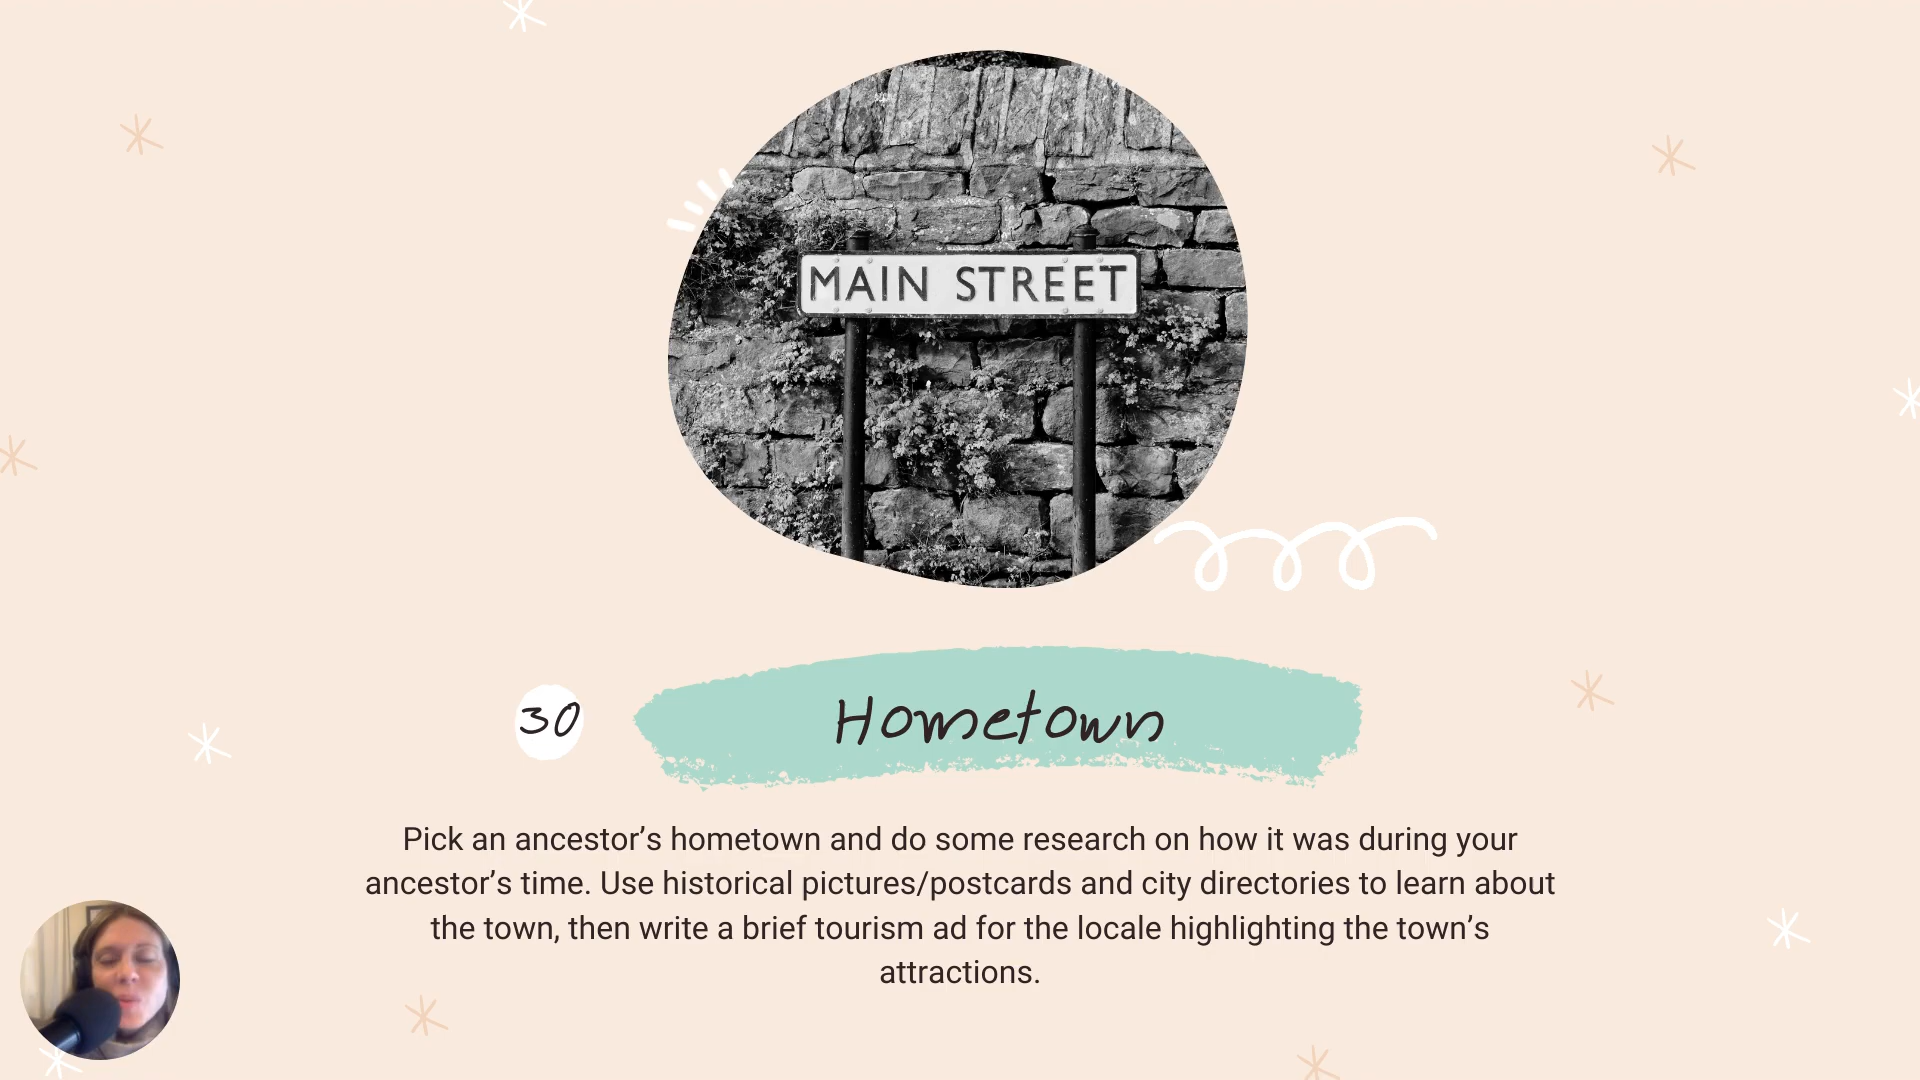 MAIN STREET
30
Hometown
Pick an ancestor’s hometown and do some research on how it was during your
ancestor’s time. Use historical pictures/postcards and city directories to learn about
the town, then write a brief tourism ad for the locale highlighting the town’s
attractions.